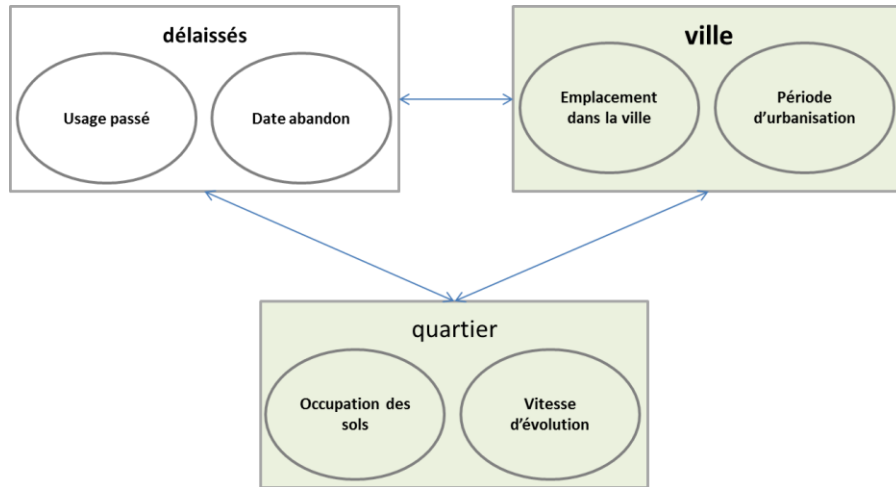 délaissés
Usage passé
Date abandon
ville
Emplacement
dans la ville
Période
d'urbanisation
quartier
Occupation des
sols
Vitesse
d'évolution